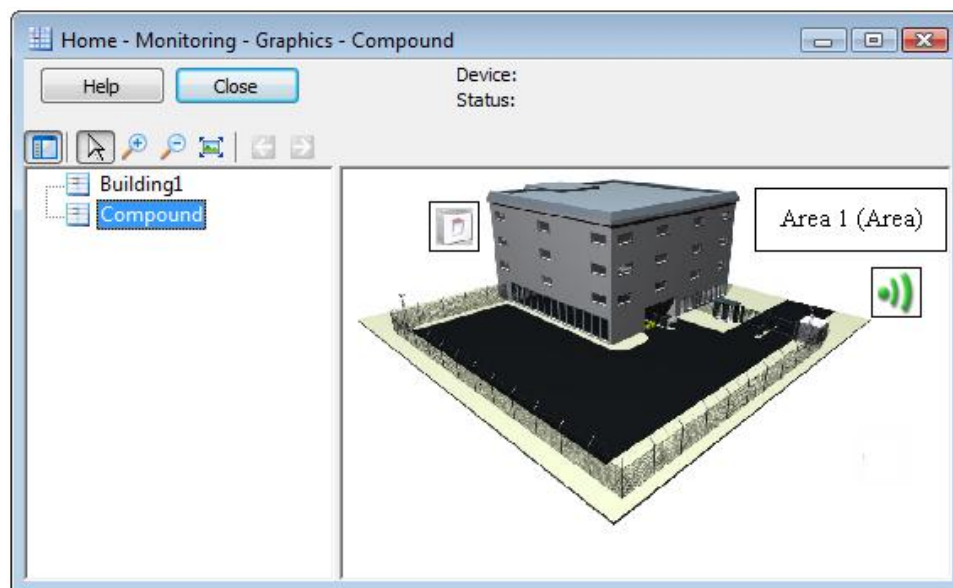 Home - Monitoring - Graphics - Compound
Help
Close
Device:
Status:
Building1
Compound
Area 1 (Area)